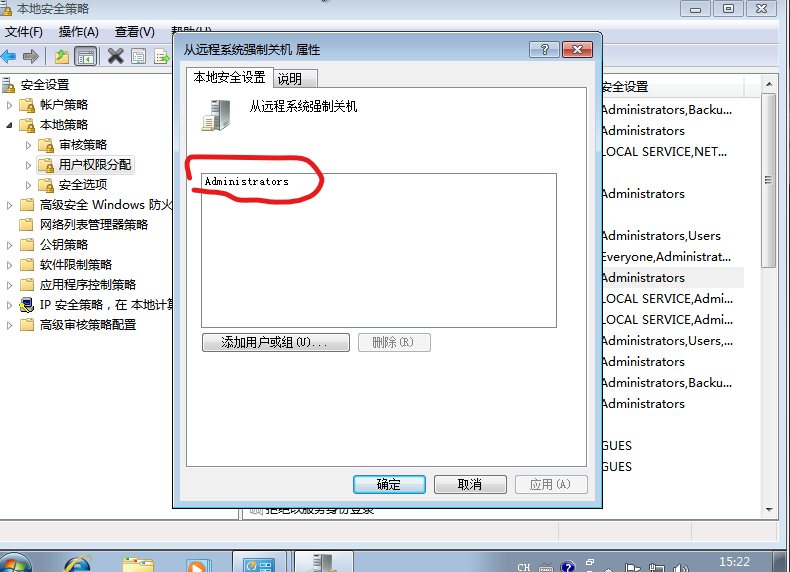 本地安全策略
文件(F) 操作(A) 查看(V) 帮助(H)
从远程系统强制关机 属性
本地安全设置 说明
从远程系统强制关机
Administrators
添加用户或组(U)... 删除(R)
确定 取消 应用(A)
安全设置
帐户策略
本地策略
审核策略
用户权限分配
安全选项
高级安全 Windows 防火
网络列表管理器策略
公钥策略
软件限制策略
应用程序控制策略
IP 安全策略，在 本地计算
高级审核策略配置
安全设置
Administrators,Backu...
Administrators
LOCAL SERVICE,NET...
Administrators
Administrators,Users
Everyone,Administrat...
Administrators
LOCAL SERVICE,Admi...
LOCAL SERVICE,Admi...
Administrators,Users,...
Administrators
Administrators,Backu...
Administrators
GUES
GUES
拒绝以服务身份登录
CH
15:22